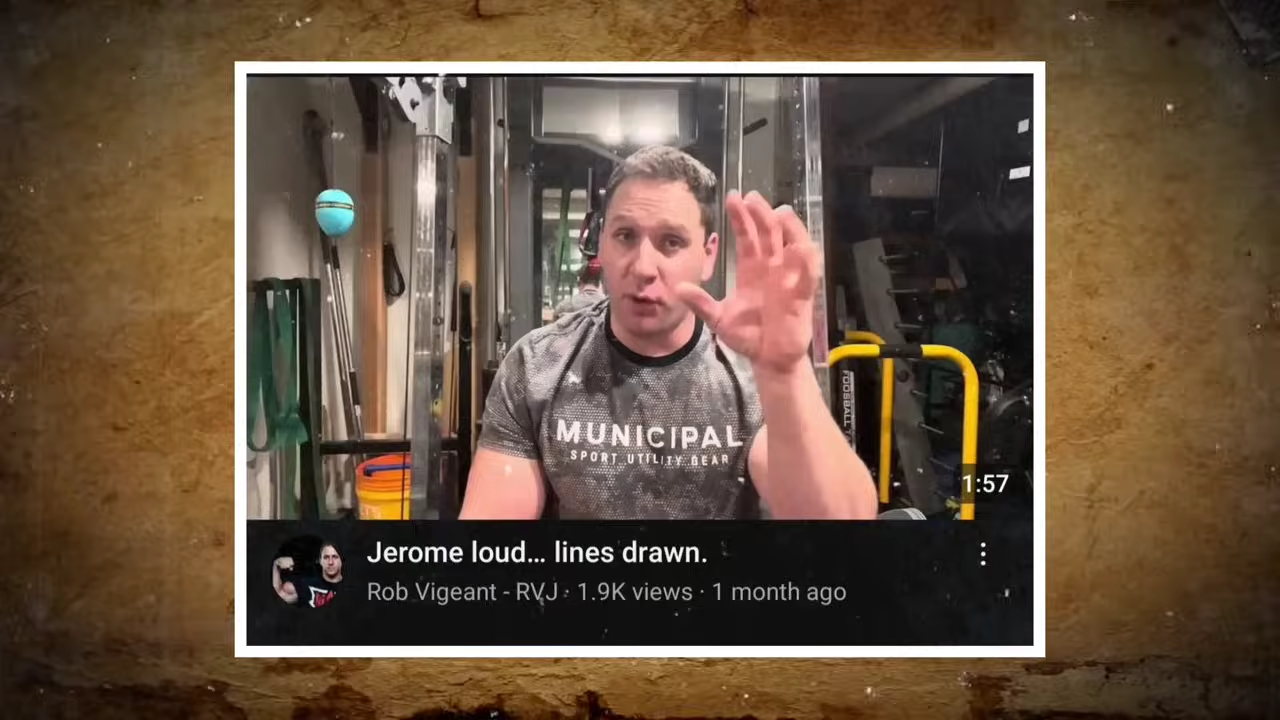 MUNICIPAL
SPORT UTILITY GEAR
FOOSBALL
1:57
Jerome loud... lines drawn.
Rob Vigeant - RVJ · 1.9K views · 1 month ago